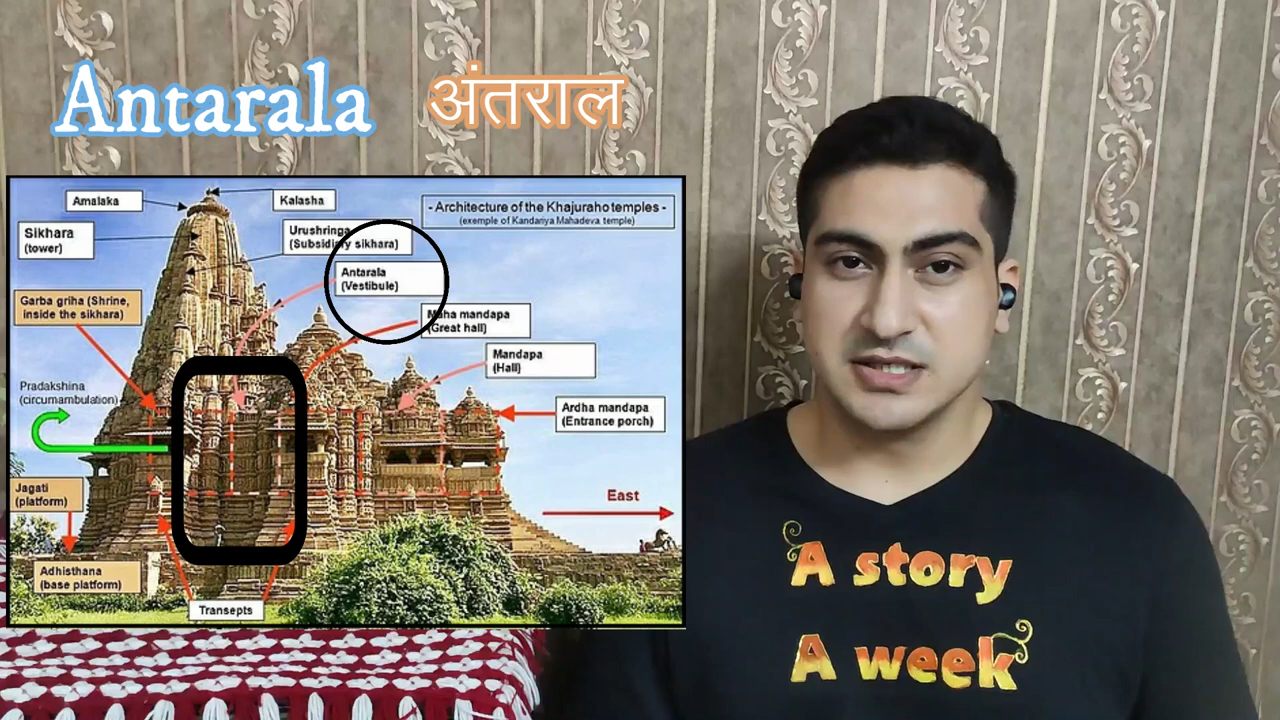 Antarala अंतराल
Amalaka
Kalasha
- Architecture of the Khajuraho temples -
(exemple of Kandariya Mahadeva temple)
Sikhara
(tower)
Urushringa
(Subsidiary sikhara)
Antarala
(Vestibule)
Garba griha (Shrine,
inside the sikhara)
Maha mandapa
(Great hall)
Mandapa
(Hall)
Pradakshina
(circumambulation)
Ardha mandapa
(Entrance porch)
Jagati
(platform)
East
Adhisthana
(base platform)
Transepts
A story
A week